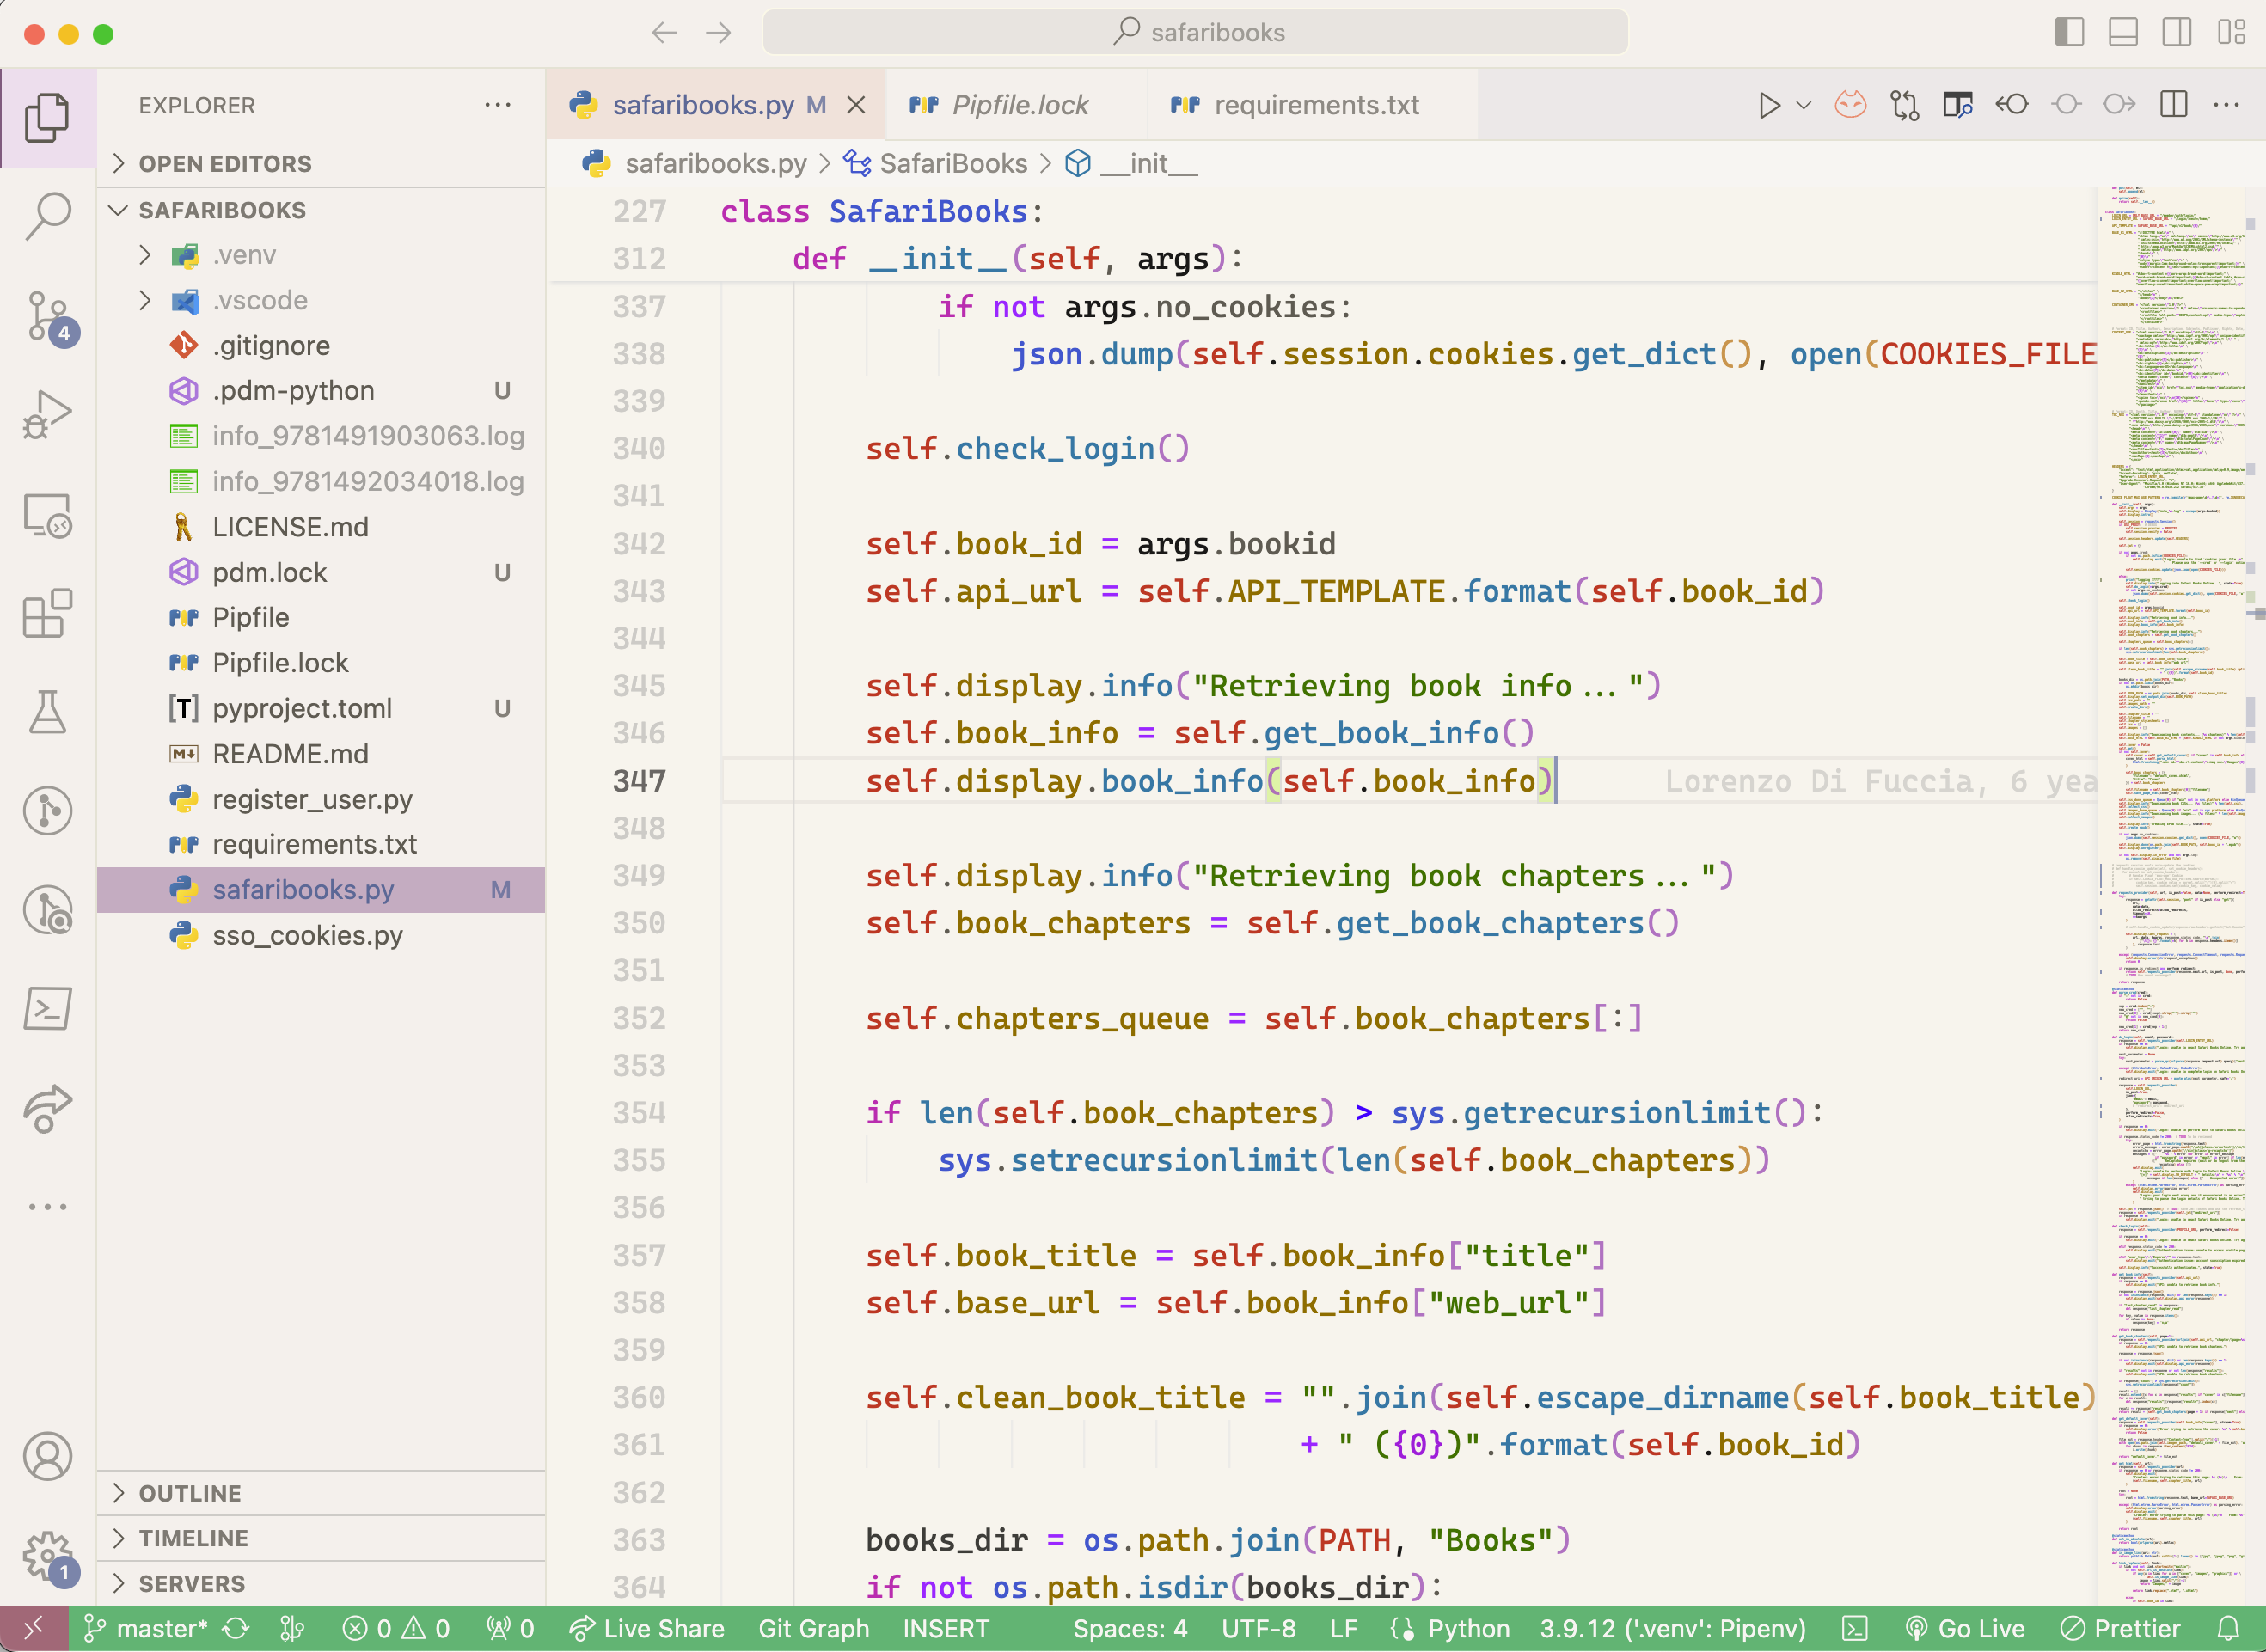 safaribooks
EXPLORER
OPEN EDITORS
SAFARIBOOKS
.venv
.vscode
.gitignore
.pdm-python U
info_9781491903063.log
info_9781492034018.log
LICENSE.md
pdm.lock U
Pipfile
Pipfile.lock
pyproject.toml U
README.md
register_user.py
requirements.txt
safaribooks.py M
sso_cookies.py
OUTLINE
TIMELINE
SERVERS
4
1
safaribooks.py M
Pipfile.lock
requirements.txt
safaribooks.py > SafariBooks > __init__
227 class SafariBooks:
312 def __init__(self, args):
337 if not args.no_cookies:
338 json.dump(self.session.cookies.get_dict(), open(COOKIES_FILE
339
340 self.check_login()
341
342 self.book_id = args.bookid
343 self.api_url = self.API_TEMPLATE.format(self.book_id)
344
345 self.display.info("Retrieving book info...")
346 self.book_info = self.get_book_info()
347 self.display.book_info(self.book_info) Lorenzo Di Fuccia, 6 yea
348
349 self.display.info("Retrieving book chapters...")
350 self.book_chapters = self.get_book_chapters()
351
352 self.chapters_queue = self.book_chapters[:]
353
354 if len(self.book_chapters) > sys.getrecursionlimit():
355 sys.setrecursionlimit(len(self.book_chapters))
356
357 self.book_title = self.book_info["title"]
358 self.base_url = self.book_info["web_url"]
359
360 self.clean_book_title = "".join(self.escape_dirname(self.book_title)
361 + " ({0})".format(self.book_id)
362
363 books_dir = os.path.join(PATH, "Books")
364 if not os.path.isdir(books_dir):
master* 0 0 0 Live Share Git Graph INSERT Spaces: 4 UTF-8 LF Python 3.9.12 ('.venv': Pipenv) Go Live Prettier